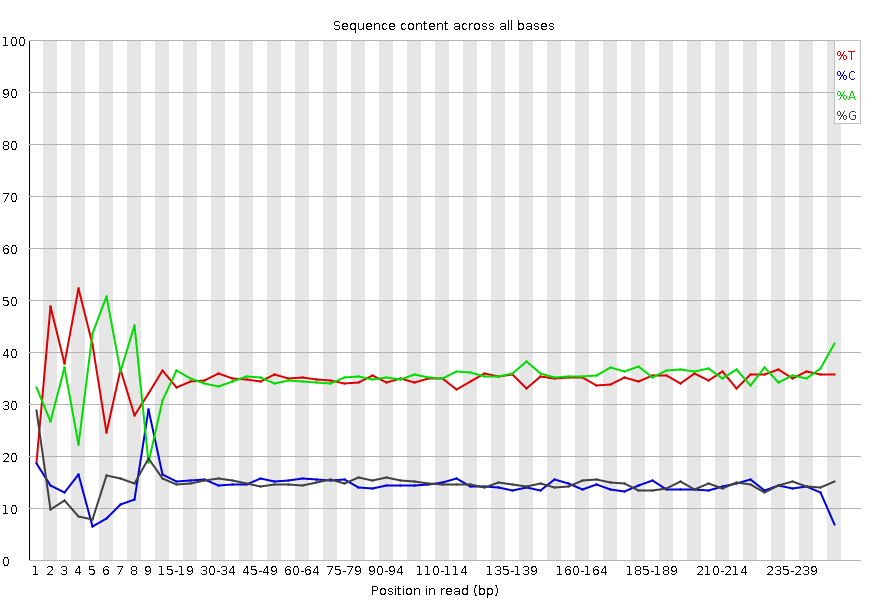 Sequence content across all bases
100
90
80
70
60
50
40
30
20
10
0
%T
%C
%A
%G
1 2 3 4 5 6 7 8 9 15-19 30-34 45-49 60-64 75-79 90-94 110-114 135-139 160-164 185-189 210-214 235-239
Position in read (bp)